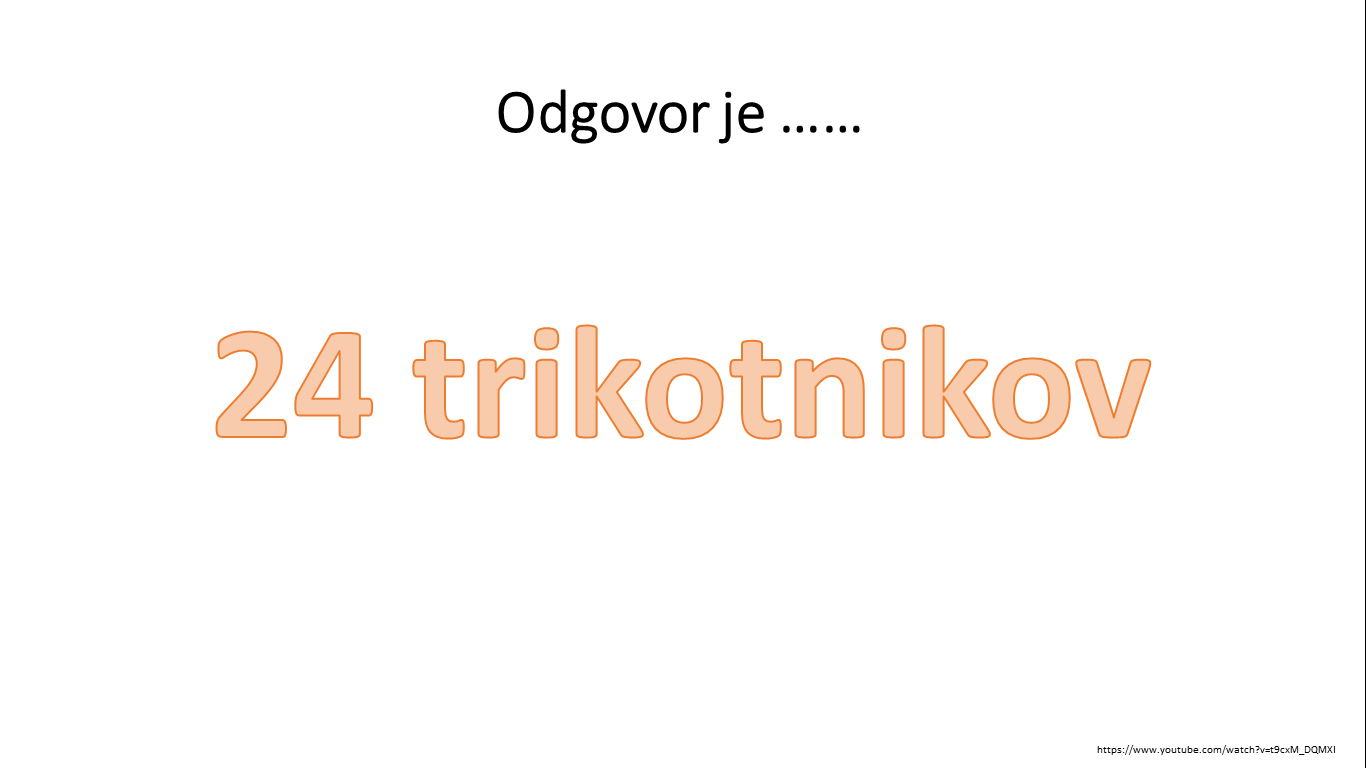 Odgovor je ……
24 trikotnikov
https://www.youtube.com/watch?v=t9cxM_DQMXI